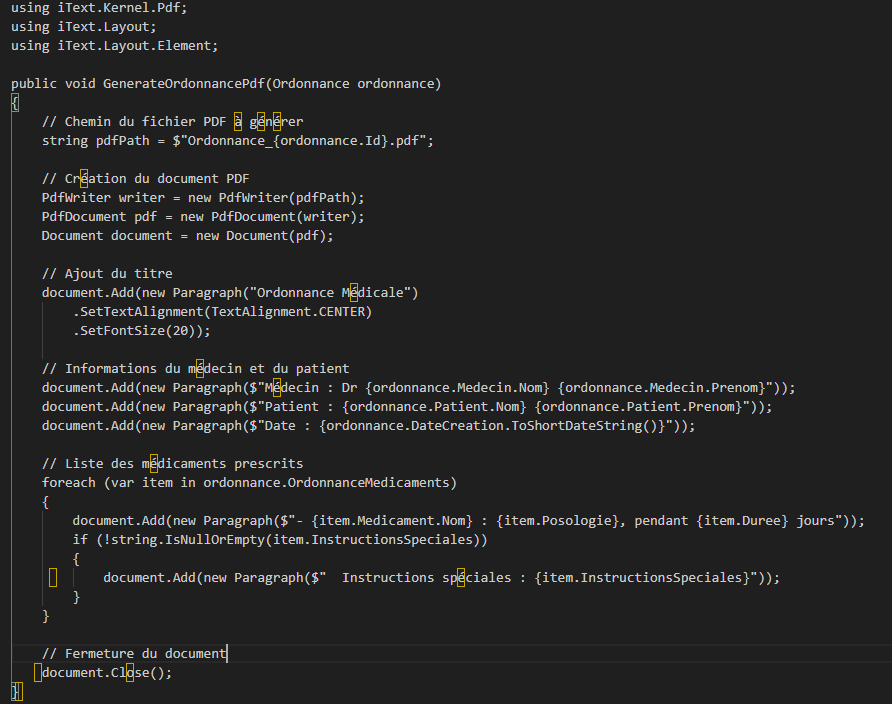 using iText.Kernel.Pdf;
using iText.Layout;
using iText.Layout.Element;

public void GenerateOrdonnancePdf(Ordonnance ordonnance)
{
    // Chemin du fichier PDF à générer
    string pdfPath = $"Ordonnance_{ordonnance.Id}.pdf";

    // Création du document PDF
    PdfWriter writer = new PdfWriter(pdfPath);
    PdfDocument pdf = new PdfDocument(writer);
    Document document = new Document(pdf);

    // Ajout du titre
    document.Add(new Paragraph("Ordonnance Médicale")
        .SetTextAlignment(TextAlignment.CENTER)
        .SetFontSize(20));

    // Informations du médecin et du patient
    document.Add(new Paragraph($"Médecin : Dr {ordonnance.Medecin.Nom} {ordonnance.Medecin.Prenom}"));
    document.Add(new Paragraph($"Patient : {ordonnance.Patient.Nom} {ordonnance.Patient.Prenom}"));
    document.Add(new Paragraph($"Date : {ordonnance.DateCreation.ToShortDateString()}"));

    // Liste des médicaments prescrits
    foreach (var item in ordonnance.OrdonnanceMedicaments)
    {
        document.Add(new Paragraph($"- {item.Medicament.Nom} : {item.Posologie}, pendant {item.Duree} jours"));
        if (!string.IsNullOrEmpty(item.InstructionsSpeciales))
        {
            document.Add(new Paragraph($"  Instructions spéciales : {item.InstructionsSpeciales}"));
        }
    }

    // Fermeture du document
    document.Close();
}